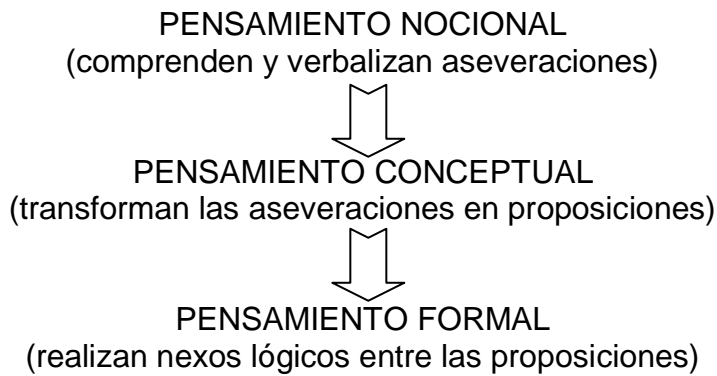 PENSAMIENTO NOCIONAL
(comprenden y verbalizan aseveraciones)
PENSAMIENTO CONCEPTUAL
(transforman las aseveraciones en proposiciones)
PENSAMIENTO FORMAL
(realizan nexos lógicos entre las proposiciones)